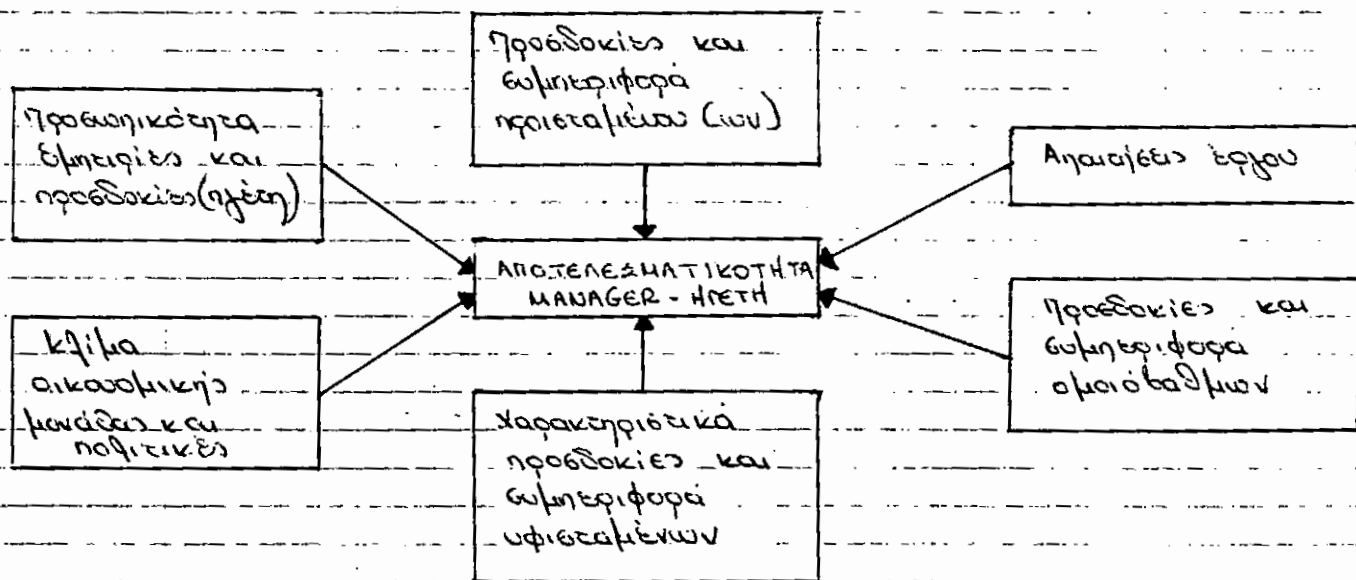 Προσδοκίες και
συμπεριφορά
προισταμένου (ων)
Προσωπικότητα
εμπειρίες και
προσδοκίες (ηγέτη)
Απαιτήσεις έργου
ΑΠΟΤΕΛΕΣΜΑΤΙΚΟΤΗΤΑ
MANAGER - ΗΓΕΤΗ
Κλίμα
οικονομικής
μονάδας και
πολιτικές
Προσδοκίες και
συμπεριφορά
ομοιόβαθμων
Χαρακτηριστικά
προσδοκίες και
συμπεριφορά
υφισταμένων